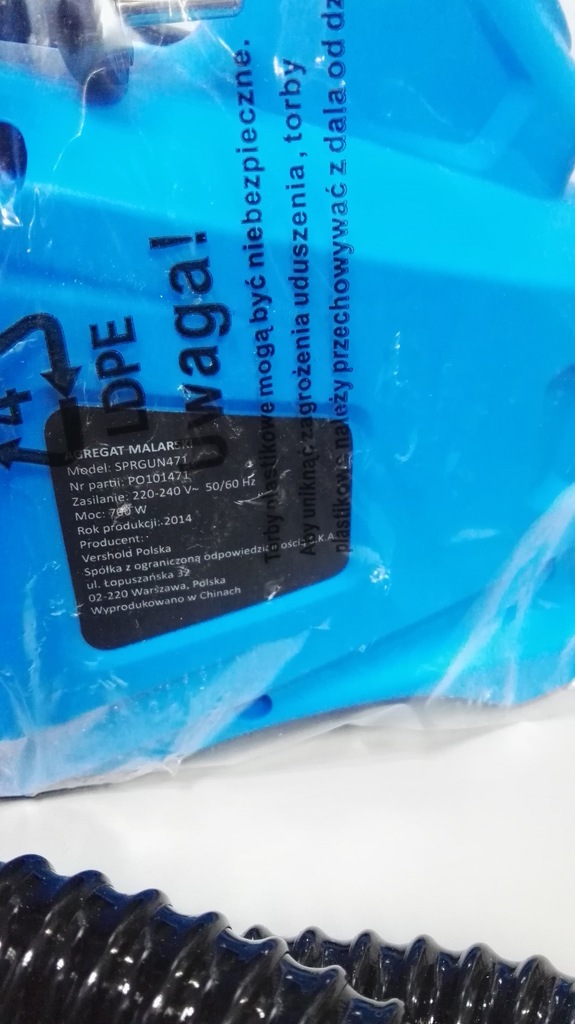 4
LDPE
Uwaga!
Torby plastikowe mogą być niebezpieczne.
Aby uniknąć zagrożenia uduszenia, torby
plastikowe należy przechowywać z dala od
AGREGAT MALARSKI
Model: SPRGUN471
Nr partii: PO101471
Zasilanie: 220-240 V~ 50/60 Hz
Moc: 700 W
Rok produkcji: 2014
Producent:
Vershold Polska
Spółka z ograniczoną odpowiedzialnością S.K.A.
ul. Łopuszańska 32
02-220 Warszawa, Polska
Wyprodukowano w Chinach